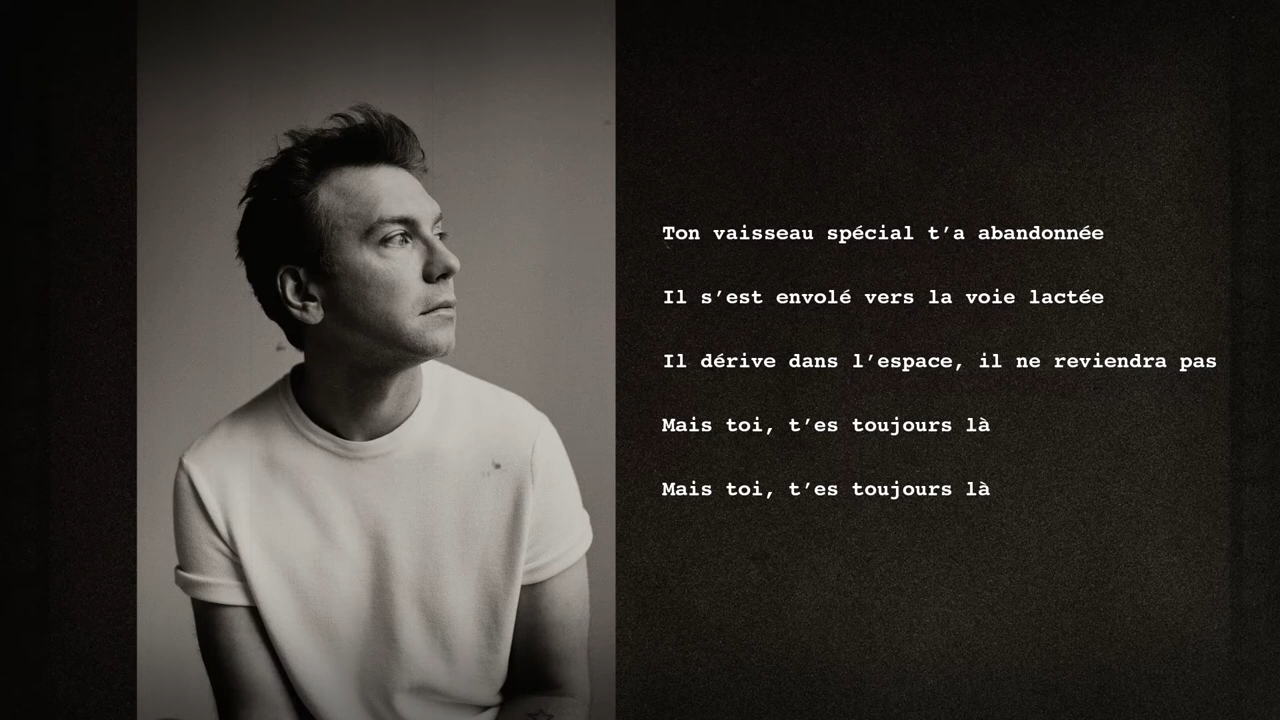 Ton vaisseau spécial t’a abandonnée
Il s’est envolé vers la voie lactée
Il dérive dans l’espace, il ne reviendra pas
Mais toi, t’es toujours là
Mais toi, t’es toujours là